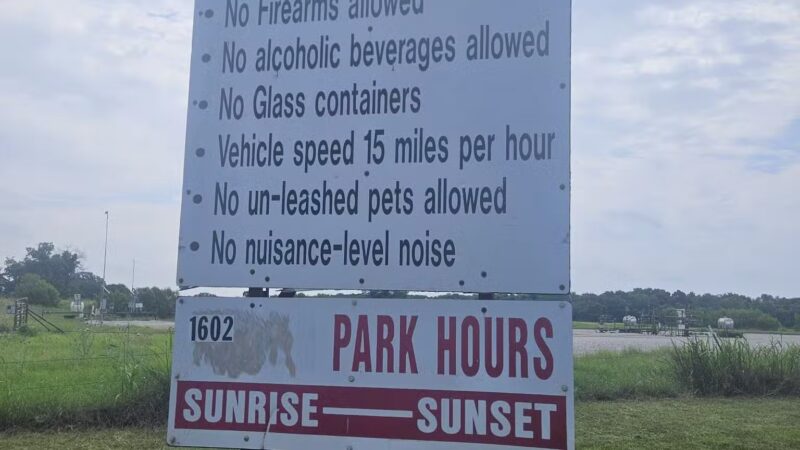 • No Firearms allowed
• No alcoholic beverages allowed
• No Glass containers
• Vehicle speed 15 miles per hour
• No un-leashed pets allowed
• No nuisance-level noise
1602
PARK HOURS
SUNRISE — SUNSET